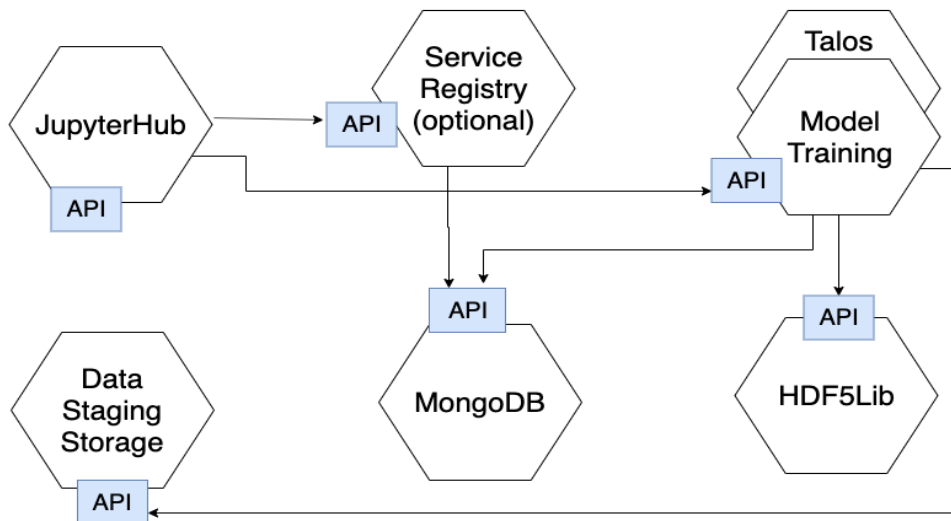 JupyterHub
API
Service
Registry
(optional)
API
Talos
Model
Training
API
API
MongoDB
API
HDF5Lib
Data
Staging
Storage
API